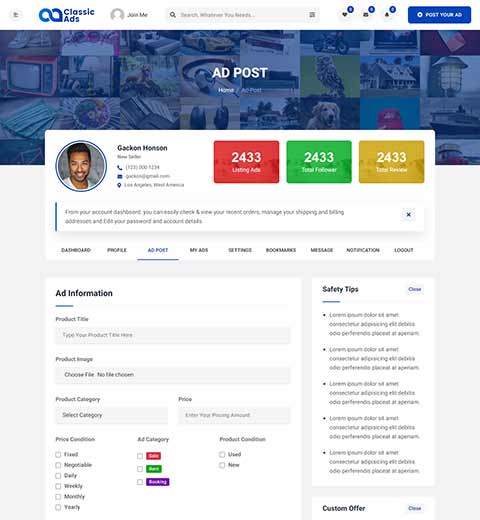 Classic
Ads
Join Me
Search, Whatever You Needs...
0
0
0
POST YOUR AD
AD POST
Home / Ad-Post
Gackon Honson
New Seller
(123) 000-1234
gackon@gmail.com
Los Angeles, West America
2433
Listing Ads
2433
Total Follower
2433
Total Review
From your account dashboard, you can easily check & view your recent orders, manage your shipping and billing
addresses and Edit your password and account details.
DASHBOARD
PROFILE
AD POST
MY ADS
SETTINGS
BOOKMARKS
MESSAGE
NOTIFICATION
LOGOUT
Ad Information
Product Title
Type Your Product Title Here
Product Image
Choose File No file chosen
Product Category
Select Category
Price
Enter Your Pricing Amount
Price Condition
Fixed
Negotiable
Daily
Weekly
Monthly
Yearly
Ad Category
Sale
Rent
Booking
Product Condition
Used
New
Safety Tips
Close
Lorem ipsum dolor sit amet
consectetur adipisicing elit debitis
odio perferendis placeat at aperiam.
Lorem ipsum dolor sit amet
consectetur adipisicing elit debitis
odio perferendis placeat at aperiam.
Lorem ipsum dolor sit amet
consectetur adipisicing elit debitis
odio perferendis placeat at aperiam.
Lorem ipsum dolor sit amet
consectetur adipisicing elit debitis
odio perferendis placeat at aperiam.
Lorem ipsum dolor sit amet
consectetur adipisicing elit debitis
odio perferendis placeat at aperiam.
Custom Offer
Close